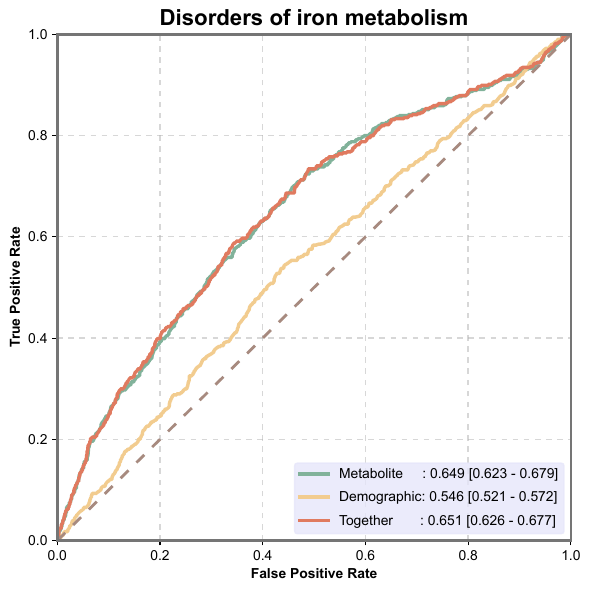 Disorders of iron metabolism
1.0
0.8
0.6
0.4
0.2
0.0
True Positive Rate
Metabolite : 0.649 [0.623 - 0.679]
Demographic: 0.546 [0.521 - 0.572]
Together : 0.651 [0.626 - 0.677]
0.0 0.2 0.4 0.6 0.8 1.0
False Positive Rate